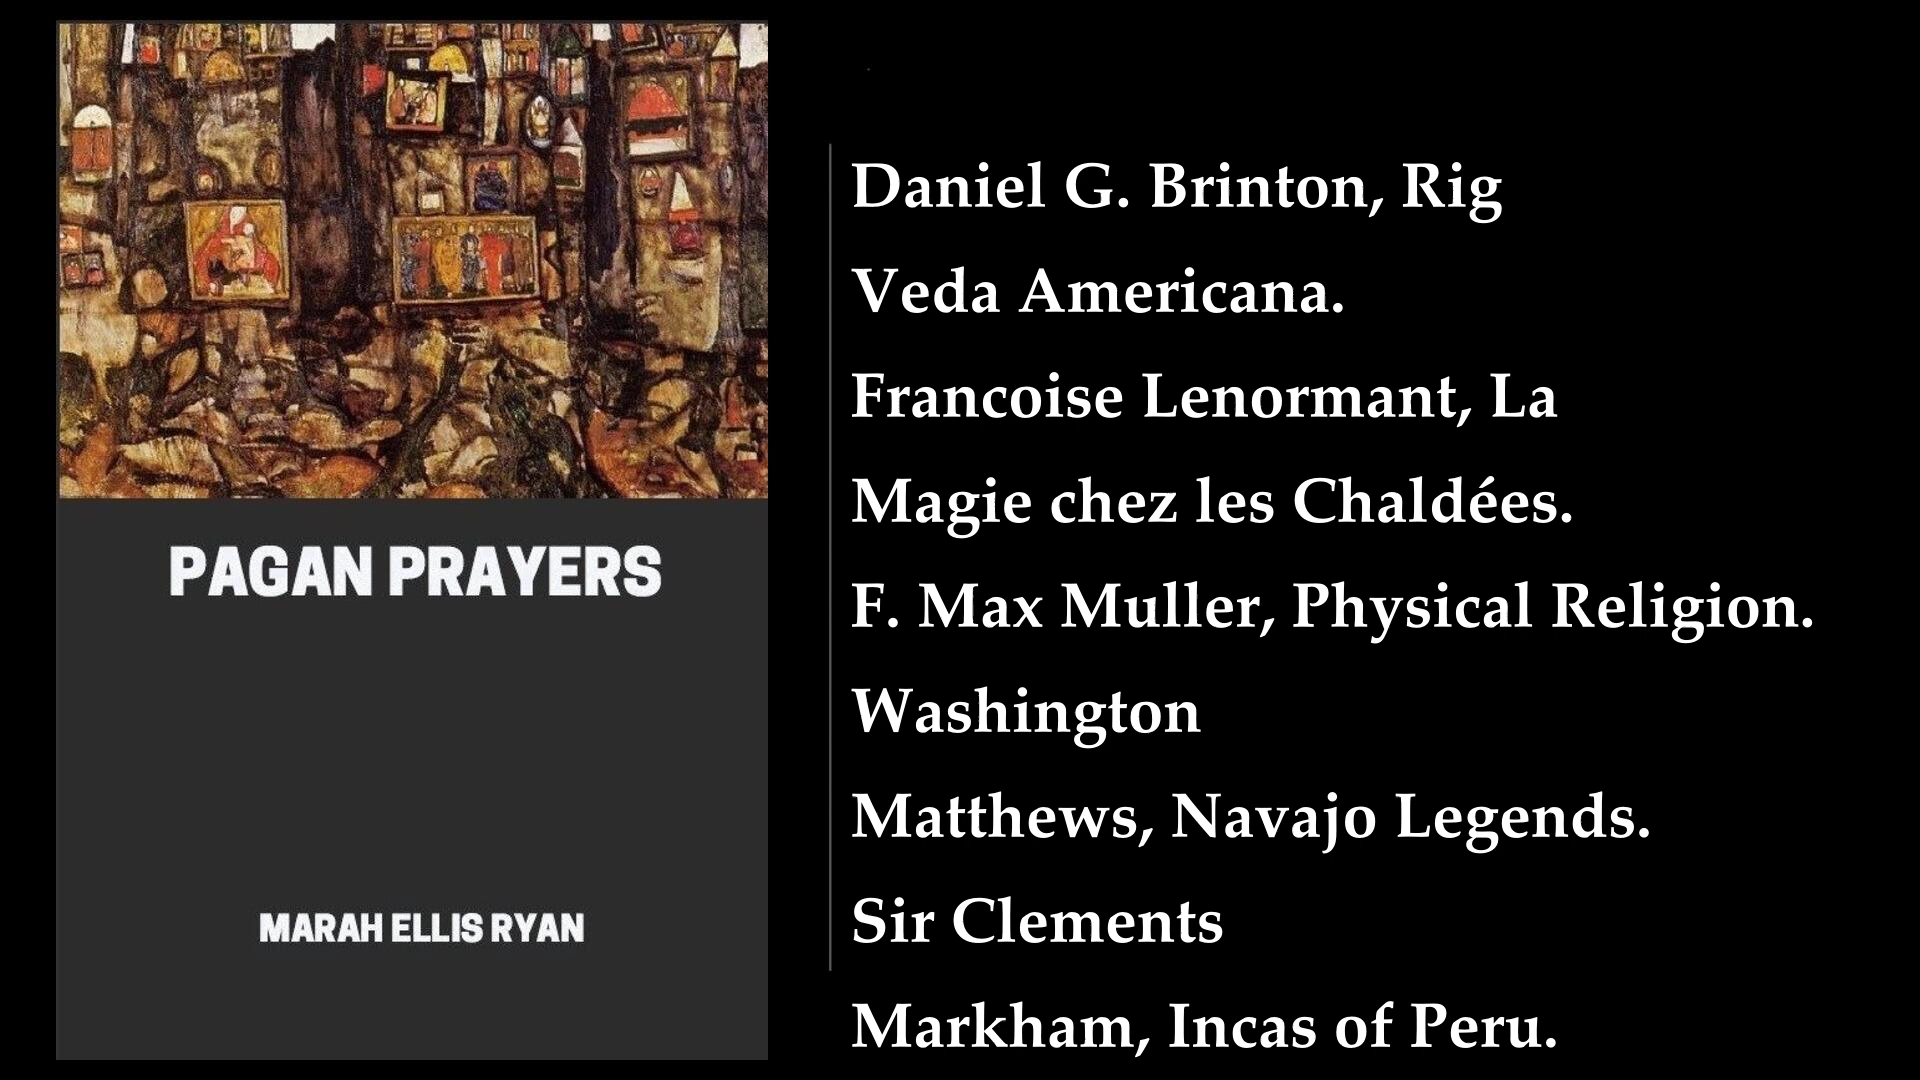 PAGAN PRAYERS
MARAH ELLIS RYAN
Daniel G. Brinton, Rig
Veda Americana.
Francoise Lenormant, La
Magie chez les Chaldées.
F. Max Muller, Physical Religion.
Washington
Matthews, Navajo Legends.
Sir Clements
Markham, Incas of Peru.